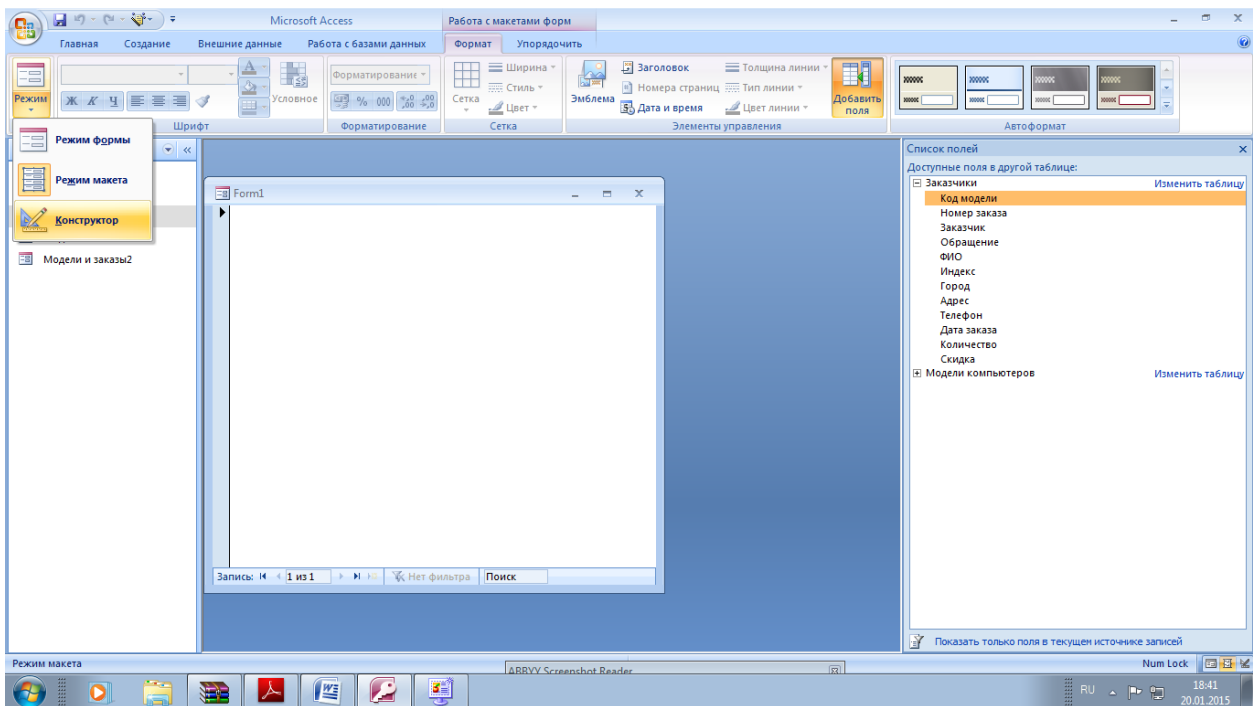 Microsoft Access
Работа с макетами форм
Главная Создание Внешние данные Работа с базами данных Формат Упорядочить
Режим
Ж К Ч
Шрифт
Условное
Форматирование
% 000
Форматирование
Сетка
Ширина
Стиль
Цвет
Сетка
Эмблема
Заголовок
Номера страниц
Дата и время
Толщина линии
Тип линии
Цвет линии
Добавить поля
Элементы управления
Автоформат
Режим формы
Режим макета
Конструктор
Модели и заказы2
Form1
Запись: 1 из 1 Нет фильтра Поиск
Список полей
Доступные поля в другой таблице:
Заказчики Изменить таблицу
Код модели
Номер заказа
Заказчик
Обращение
ФИО
Индекс
Город
Адрес
Телефон
Дата заказа
Количество
Скидка
Модели компьютеров Изменить таблицу
Показать только поля в текущем источнике записей
Режим макета
Num Lock
ABBYY Screenshot Reader
RU
18:41
20.01.2015